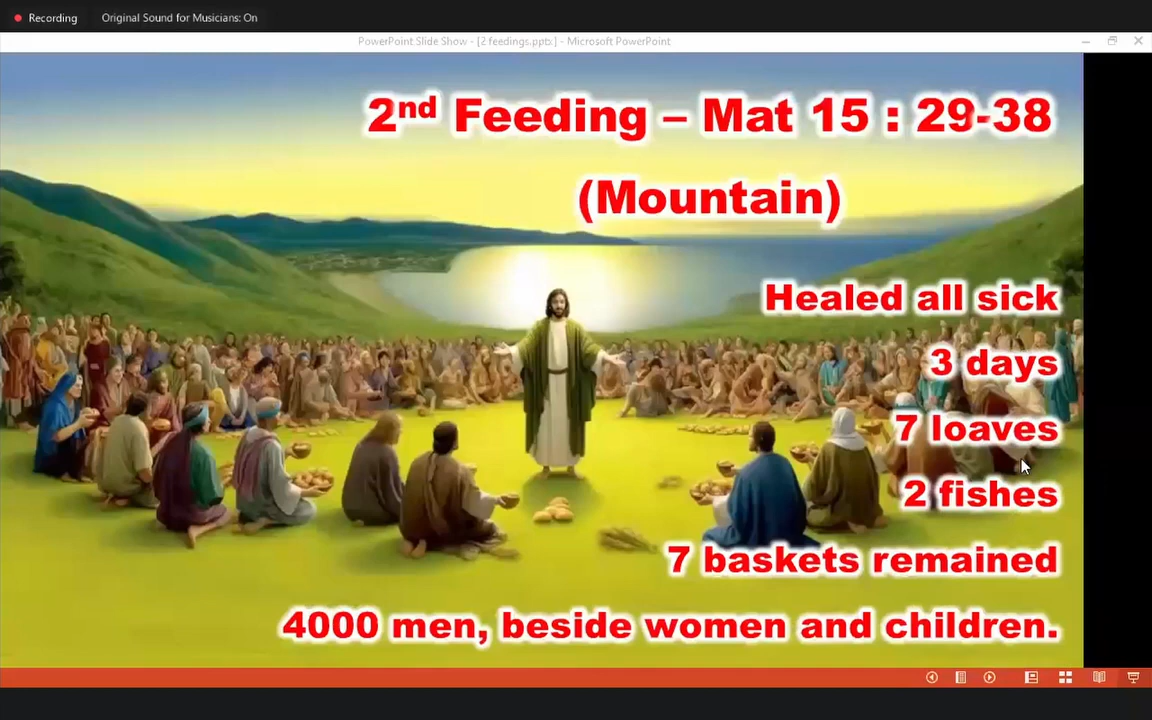 Recording
Original Sound for Musicians: On
PowerPoint Slide Show - [2 feedings.pptx] - Microsoft PowerPoint
2nd Feeding – Mat 15 : 29-38
(Mountain)
Healed all sick
3 days
7 loaves
2 fishes
7 baskets remained
4000 men, beside women and children.